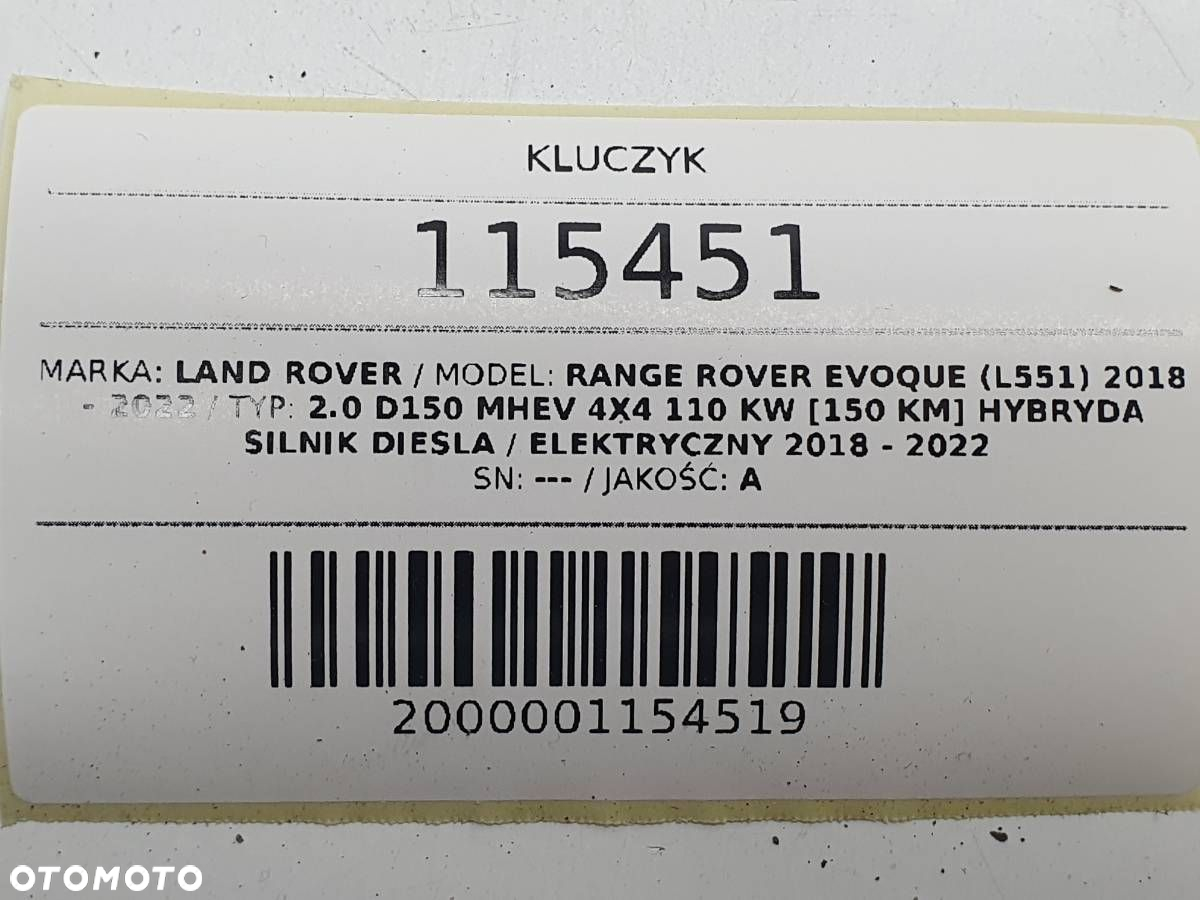 KLUCZYK
115451
MARKA: LAND ROVER / MODEL: RANGE ROVER EVOQUE (L551) 2018
- 2022 / TYP: 2.0 D150 MHEV 4X4 110 KW [150 KM] HYBRYDA
SILNIK DIESLA / ELEKTRYCZNY 2018 - 2022
SN: --- / JAKOŚĆ: A
2000001154519
OTOMOTO